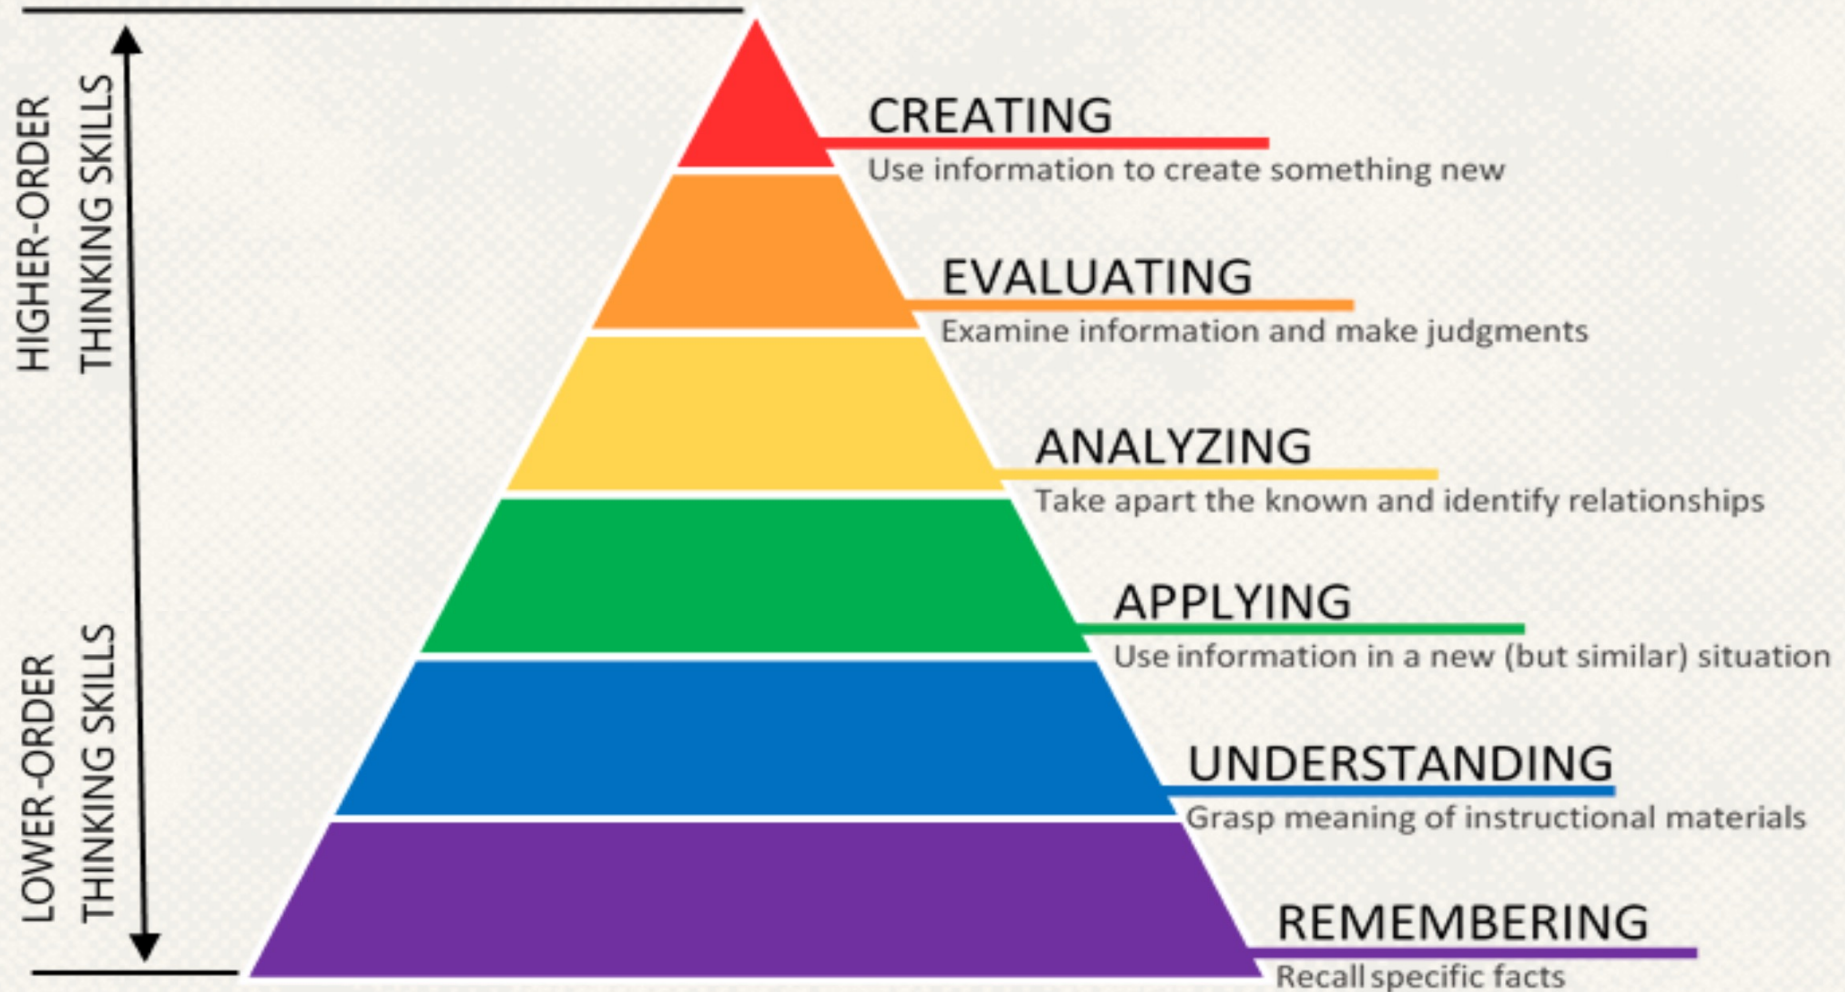 HIGHER-ORDER
THINKING SKILLS
LOWER-ORDER
THINKING SKILLS
CREATING
Use information to create something new
EVALUATING
Examine information and make judgments
ANALYZING
Take apart the known and identify relationships
APPLYING
Use information in a new (but similar) situation
UNDERSTANDING
Grasp meaning of instructional materials
REMEMBERING
Recall specific facts